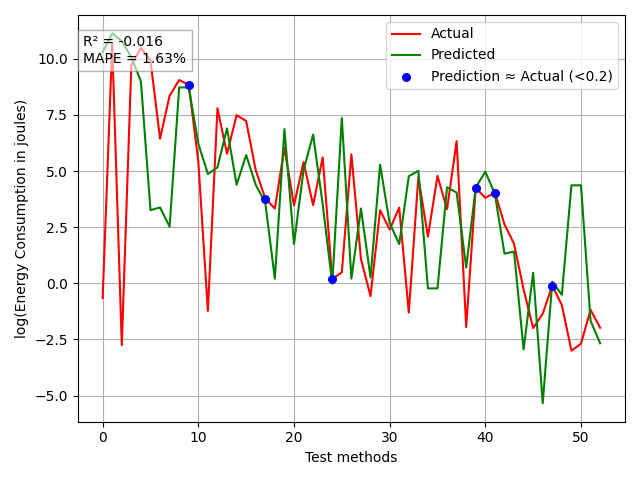 R² = -0.016
MAPE = 1.63%
Actual
Predicted
Prediction ≈ Actual (<0.2)
log(Energy Consumption in joules)
10.0
7.5
5.0
2.5
0.0
−2.5
−5.0
0 10 20 30 40 50
Test methods